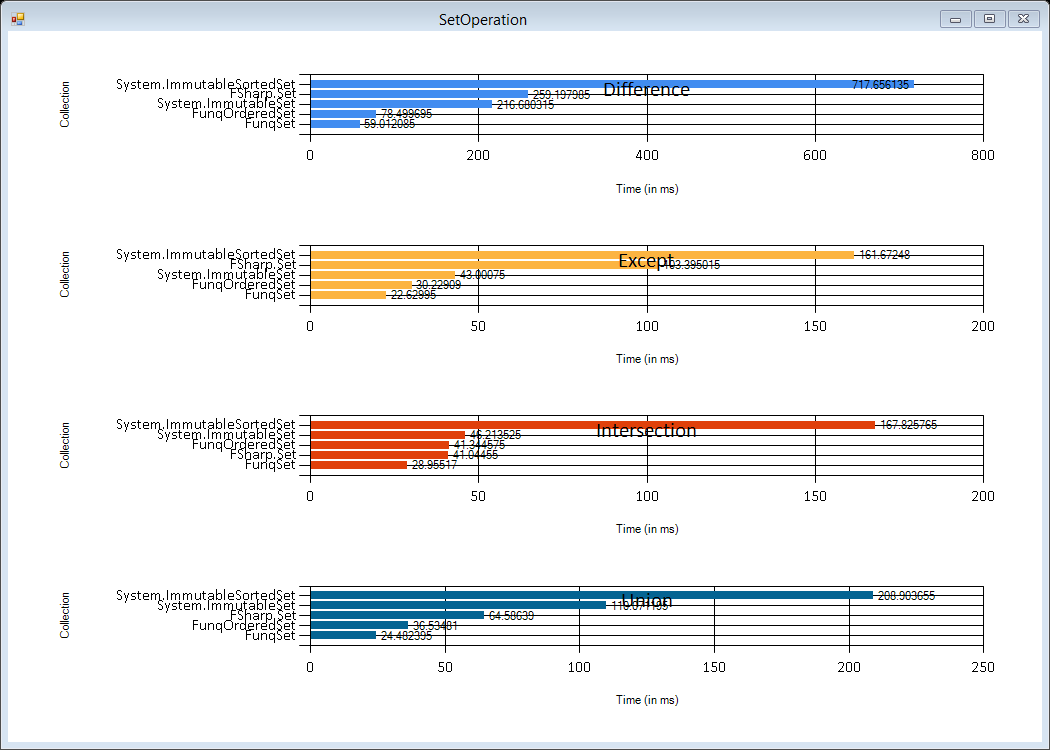 SetOperation
Difference
Collection
System.ImmutableSortedSet 717.656135
FSharp.Set 259.197985
System.ImmutableSet 216.680315
FunqOrderedSet 78.499695
FunqSet 59.012085
0 200 400 600 800
Time (in ms)
Except
Collection
System.ImmutableSortedSet 161.67248
FSharp.Set 103.395015
System.ImmutableSet 43.00075
FunqOrderedSet 30.22909
FunqSet 22.62995
0 50 100 150 200
Time (in ms)
Intersection
Collection
System.ImmutableSortedSet 167.825765
System.ImmutableSet 46.213525
FunqOrderedSet 41.344575
FSharp.Set 41.04455
FunqSet 28.95517
0 50 100 150 200
Time (in ms)
Union
Collection
System.ImmutableSortedSet 208.903655
System.ImmutableSet
FSharp.Set 64.58639
FunqOrderedSet 36.53481
FunqSet 24.482395
0 50 100 150 200 250
Time (in ms)